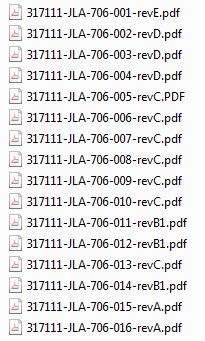 317111-JLA-706-001-revE.pdf
317111-JLA-706-002-revD.pdf
317111-JLA-706-003-revD.pdf
317111-JLA-706-004-revD.pdf
317111-JLA-706-005-revC.PDF
317111-JLA-706-006-revC.pdf
317111-JLA-706-007-revC.pdf
317111-JLA-706-008-revC.pdf
317111-JLA-706-009-revC.pdf
317111-JLA-706-010-revC.pdf
317111-JLA-706-011-revB1.pdf
317111-JLA-706-012-revB1.pdf
317111-JLA-706-013-revC.pdf
317111-JLA-706-014-revB1.pdf
317111-JLA-706-015-revA.pdf
317111-JLA-706-016-revA.pdf